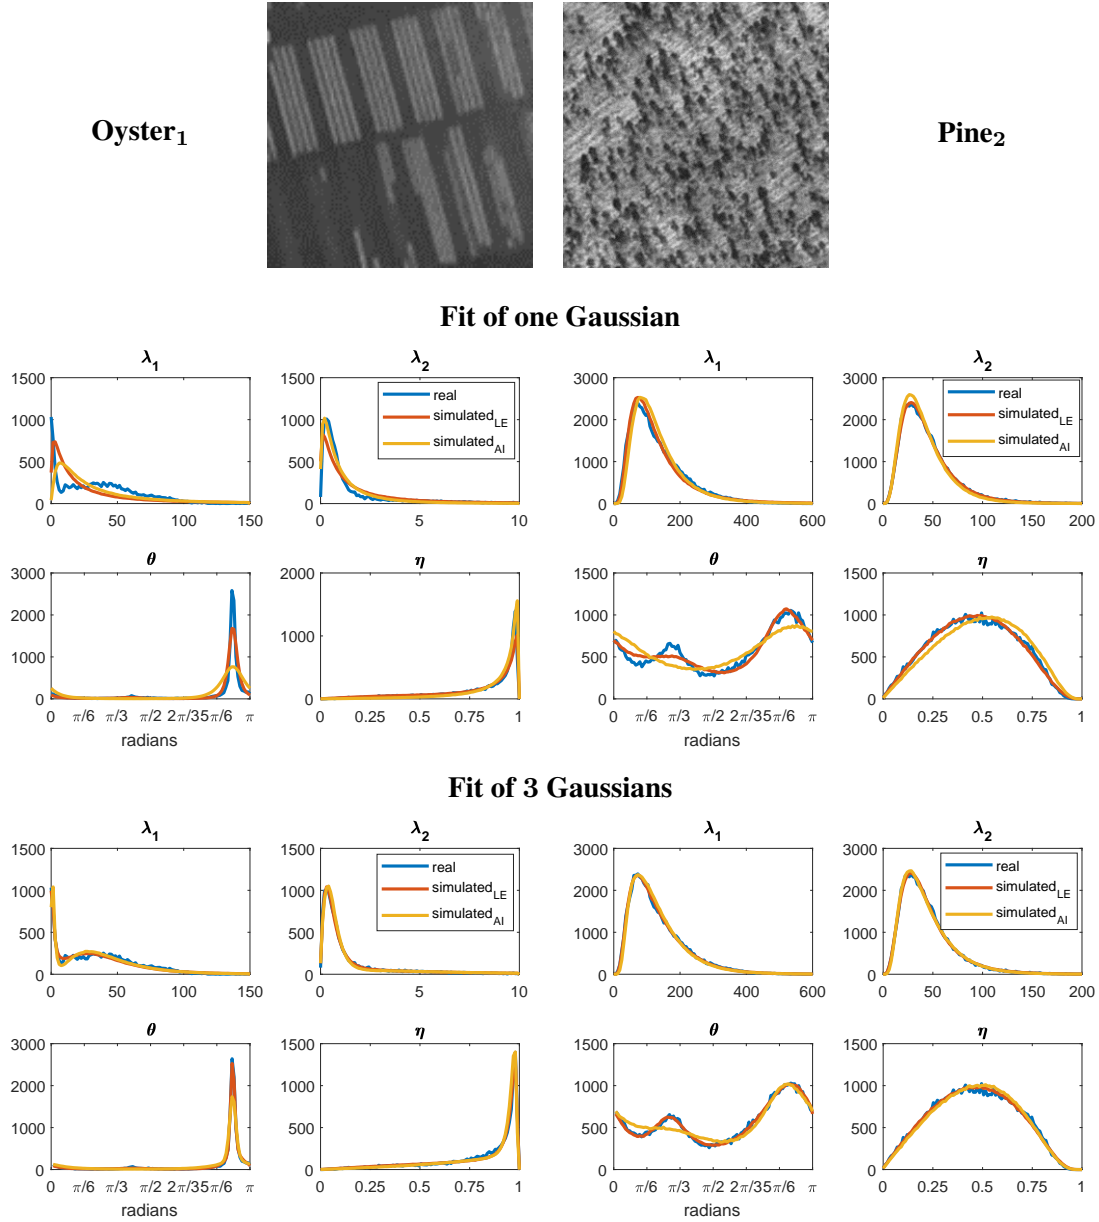 Oyster1
Pine2
Fit of one Gaussian
λ1
λ2
λ1
λ2
1500
1000
500
0
0 50 100 150
1500
1000
500
0
0 5 10
real
simulatedLE
simulatedAI
3000
2000
1000
0
0 200 400 600
3000
2000
1000
0
0 50 100 150 200
real
simulatedLE
simulatedAI
θ
η
θ
η
3000
2000
1000
0
0 π/6 π/3 π/2 2π/35π/6 π
radians
2000
1000
0
0 0.25 0.5 0.75 1
1500
1000
500
0
0 π/6 π/3 π/2 2π/35π/6 π
radians
1500
1000
500
0
0 0.25 0.5 0.75 1
Fit of 3 Gaussians
λ1
λ2
λ1
λ2
1500
1000
500
0
0 50 100 150
1500
1000
500
0
0 5 10
real
simulatedLE
simulatedAI
3000
2000
1000
0
0 200 400 600
3000
2000
1000
0
0 50 100 150 200
real
simulatedLE
simulatedAI
θ
η
θ
η
3000
2000
1000
0
0 π/6 π/3 π/2 2π/35π/6 π
radians
1500
1000
500
0
0 0.25 0.5 0.75 1
1500
1000
500
0
0 π/6 π/3 π/2 2π/35π/6 π
radians
1500
1000
500
0
0 0.25 0.5 0.75 1